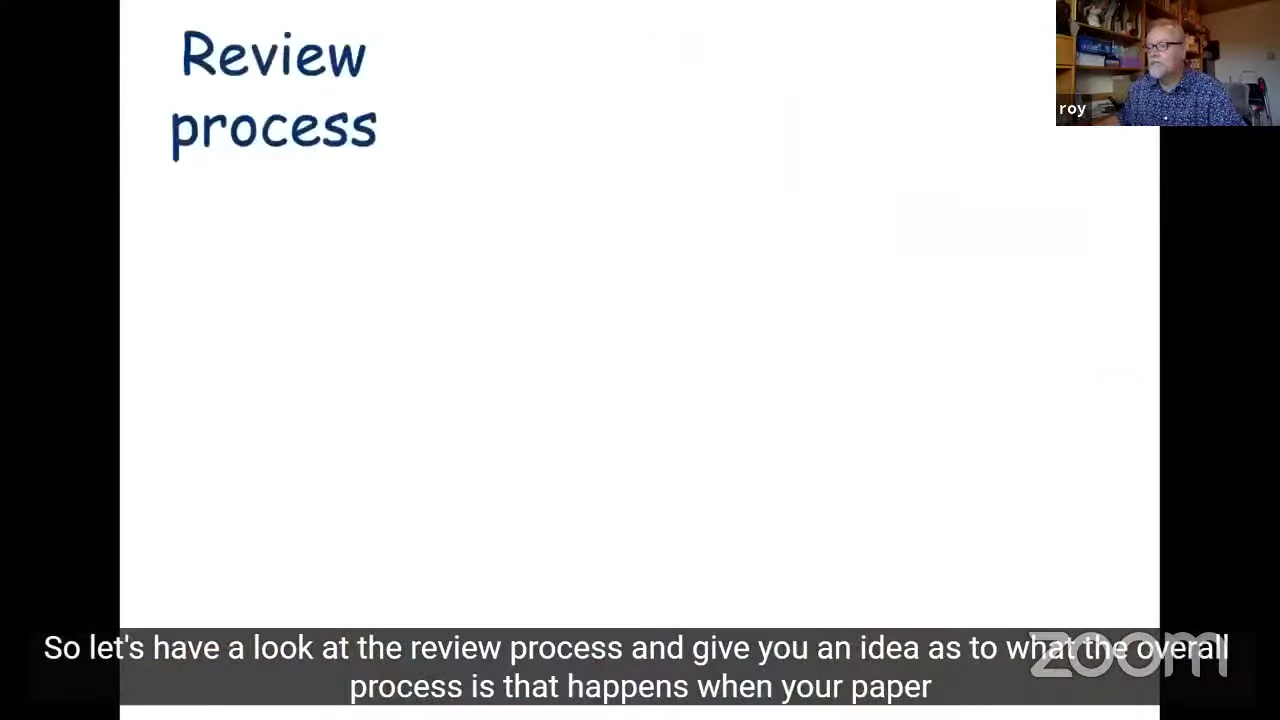 Review
process
roy
So let's have a look at the review process and give you an idea as to what the overall
process is that happens when your paper
zoom